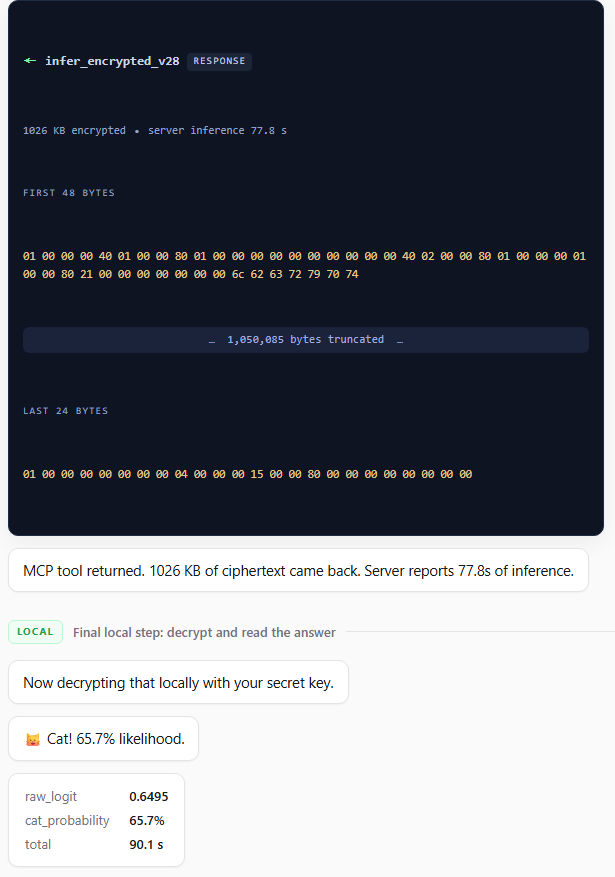 ← infer_encrypted_v28 RESPONSE
1026 KB encrypted • server inference 77.8 s
FIRST 48 BYTES
01 00 00 00 40 01 00 00 80 01 00 00 00 00 00 00 00 00 00 00 40 02 00 00 80 01 00 00 00 01
00 00 80 21 00 00 00 00 00 00 00 6c 62 63 72 79 70 74
… 1,050,085 bytes truncated …
LAST 24 BYTES
01 00 00 00 00 00 00 00 04 00 00 00 15 00 00 80 00 00 00 00 00 00 00 00
MCP tool returned. 1026 KB of ciphertext came back. Server reports 77.8s of inference.
LOCAL Final local step: decrypt and read the answer
Now decrypting that locally with your secret key.
Cat! 65.7% likelihood.
raw_logit 0.6495
cat_probability 65.7%
total 90.1 s